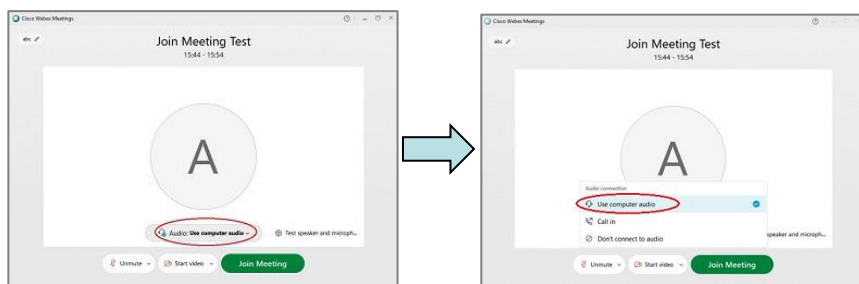 Cisco Webex Meetings
abc
Join Meeting Test
15:44 - 15:54
A
Audio: Use computer audio
Test speaker and microph...
Unmute
Start video
Join Meeting
Cisco Webex Meetings
abc
Join Meeting Test
15:44 - 15:54
A
Audio connection
Use computer audio
Call in
Don't connect to audio
speaker and microph...
Unmute
Start video
Join Meeting